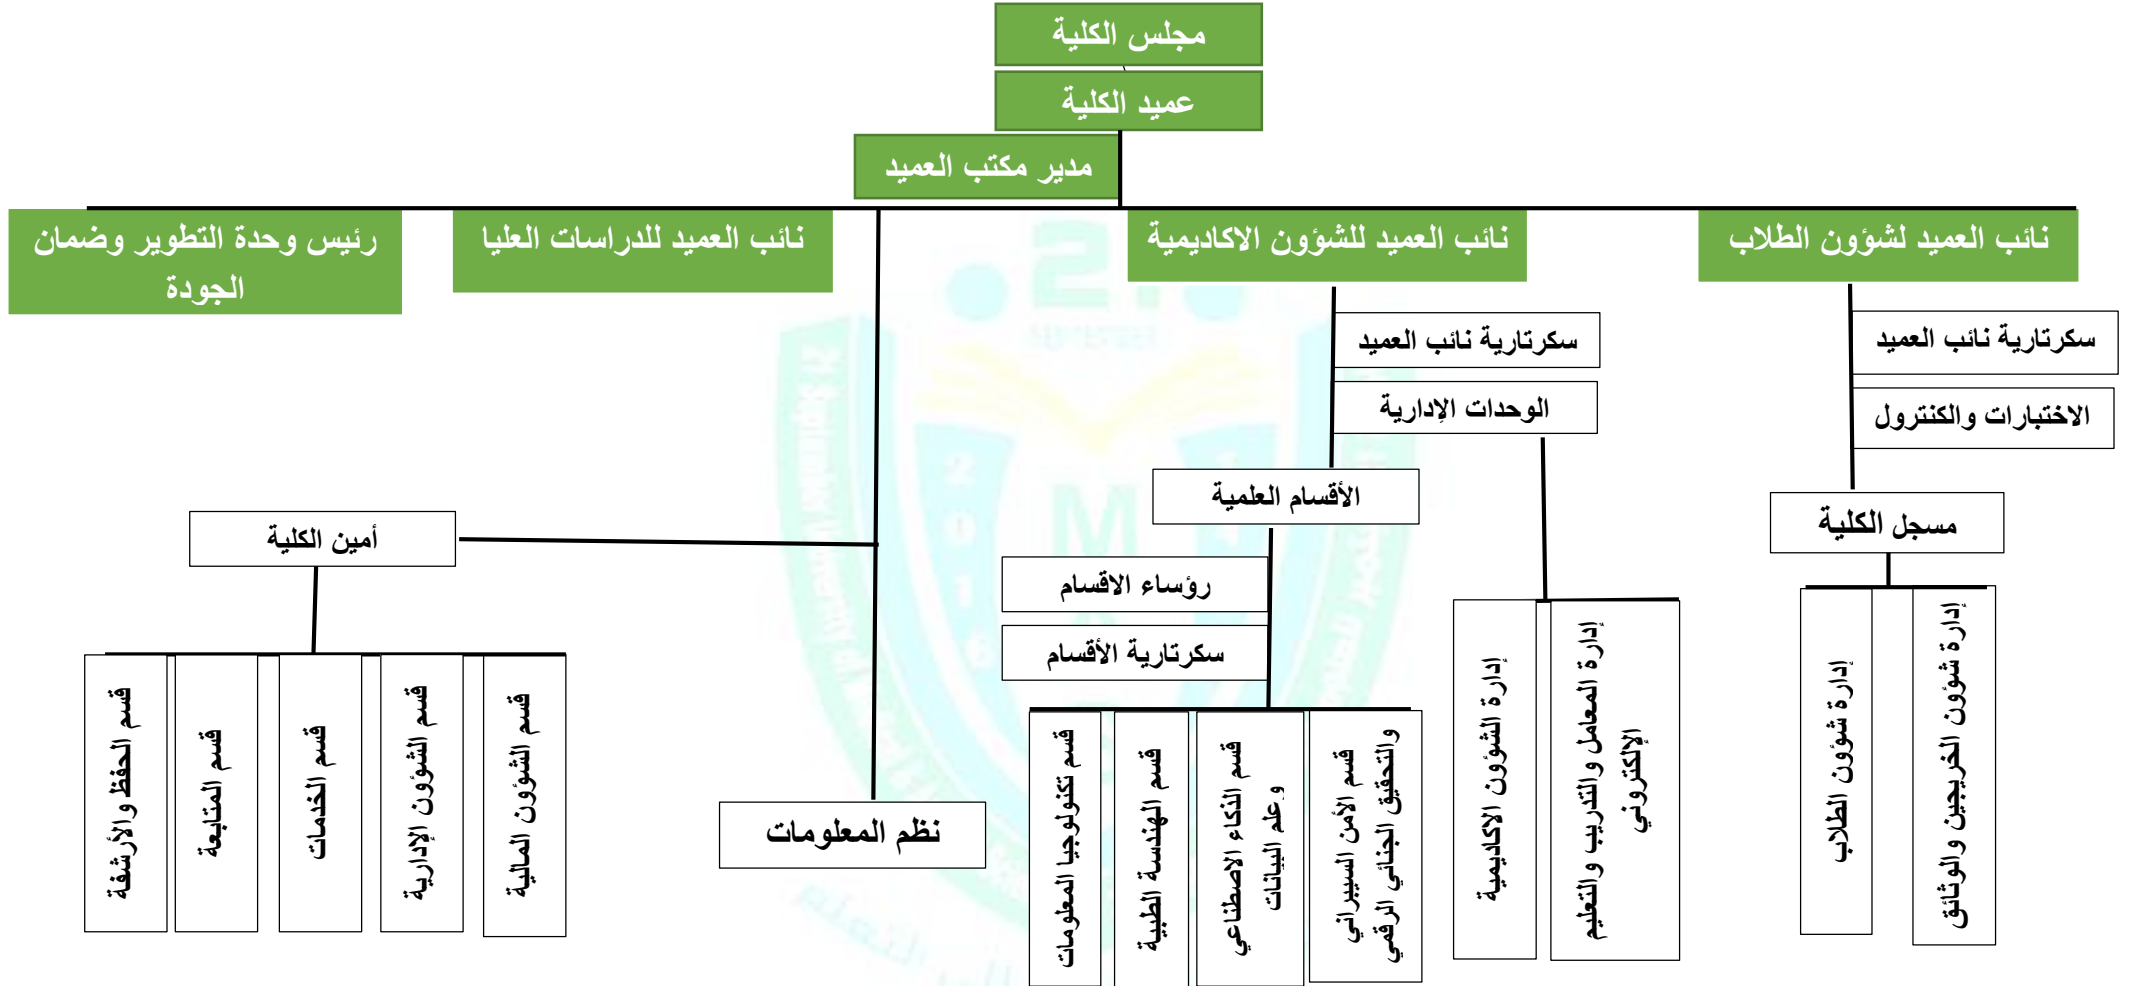 مجلس الكلية
عميد الكلية
مدير مكتب العميد
نائب العميد لشؤون الطلاب
نائب العميد للشؤون الاكاديمية
نائب العميد للدراسات العليا
رئيس وحدة التطوير وضمان
الجودة
سكرتارية نائب العميد
الاختبارات والكنترول
مسجل الكلية
إدارة شؤون الخريجين والوثائق
إدارة شؤون الطلاب
سكرتارية نائب العميد
الوحدات الإدارية
إدارة المعامل والتدريب والتعليم
الإلكتروني
إدارة الشؤون الاكاديمية
الأقسام العلمية
رؤساء الاقسام
سكرتارية الأقسام
قسم الأمن السيبراني
والتحقيق الجنائي الرقمي
قسم الذكاء الاصطناعي
وعلم البيانات
قسم الهندسة الطبية
قسم تكنولوجيا المعلومات
نظم المعلومات
أمين الكلية
قسم الشؤون المالية
قسم الشؤون الإدارية
قسم الخدمات
قسم المتابعة
قسم الحفظ والأرشفة
21
SEPTEMBER
2016
M